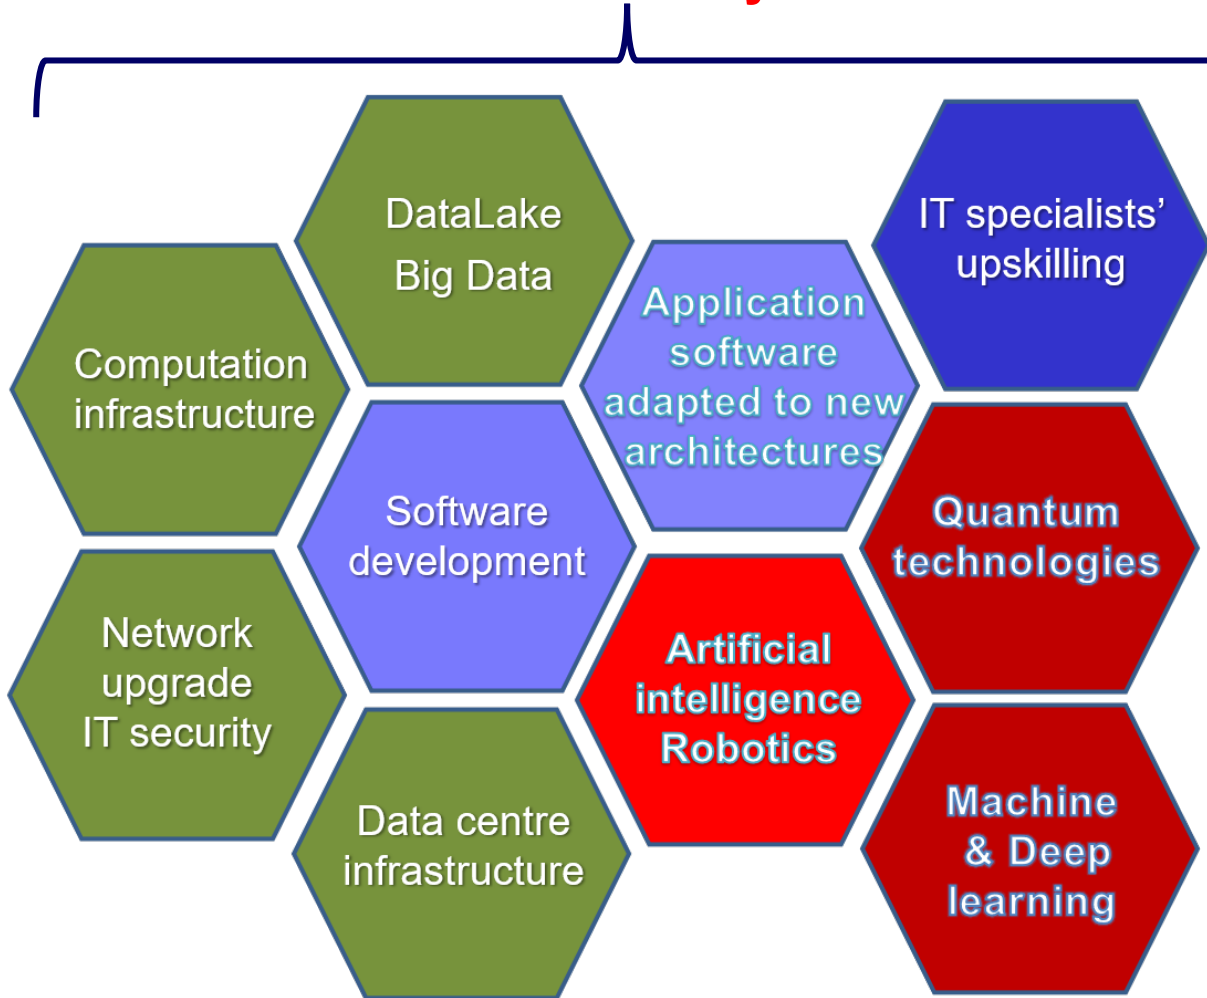 DataLake
Big Data
IT specialists’
upskilling
Computation
infrastructure
Application
software
adapted to new
architectures
Software
development
Quantum
technologies
Network
upgrade
IT security
Artificial
intelligence
Robotics
Data centre
infrastructure
Machine
& Deep
learning